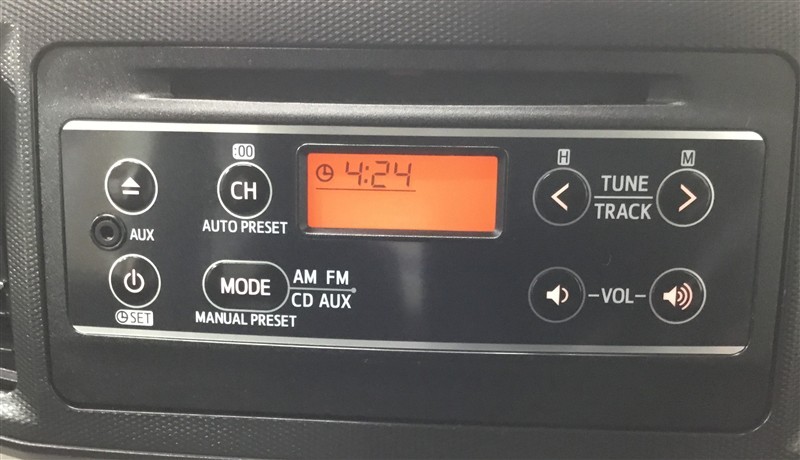 :00
H
M
CH
4:24
TUNE
TRACK
AUX
AUTO PRESET
MODE
AM FM
CD AUX
VOL
SET
MANUAL PRESET